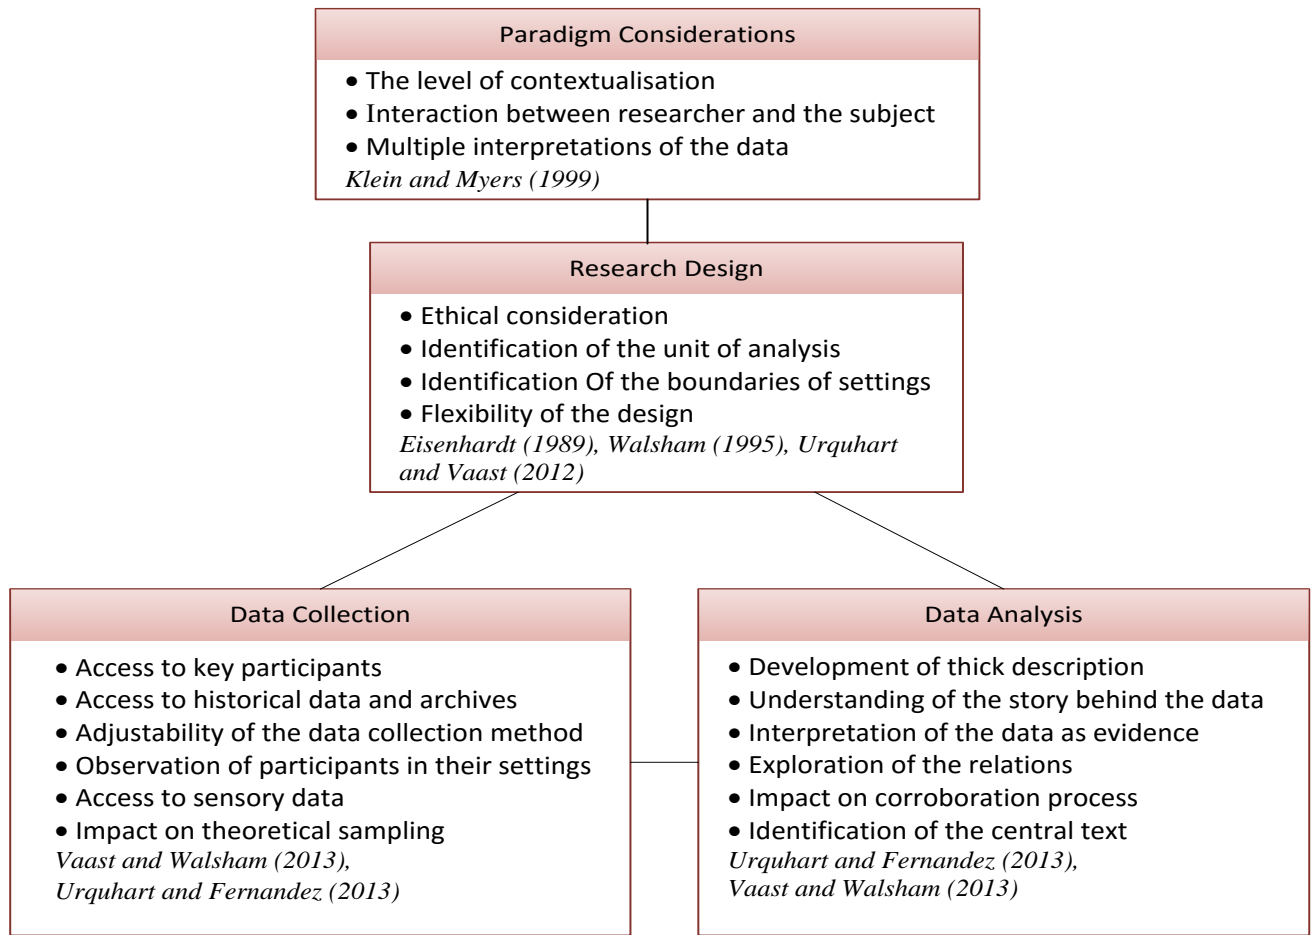 Paradigm Considerations
• The level of contextualisation
• Interaction between researcher and the subject
• Multiple interpretations of the data
Klein and Myers (1999)
Research Design
• Ethical consideration
• Identification of the unit of analysis
• Identification Of the boundaries of settings
• Flexibility of the design
Eisenhardt (1989), Walsham (1995), Urquhart
and Vaast (2012)
Data Collection
• Access to key participants
• Access to historical data and archives
• Adjustability of the data collection method
• Observation of participants in their settings
• Access to sensory data
• Impact on theoretical sampling
Vaast and Walsham (2013),
Urquhart and Fernandez (2013)
Data Analysis
• Development of thick description
• Understanding of the story behind the data
• Interpretation of the data as evidence
• Exploration of the relations
• Impact on corroboration process
• Identification of the central text
Urquhart and Fernandez (2013),
Vaast and Walsham (2013)